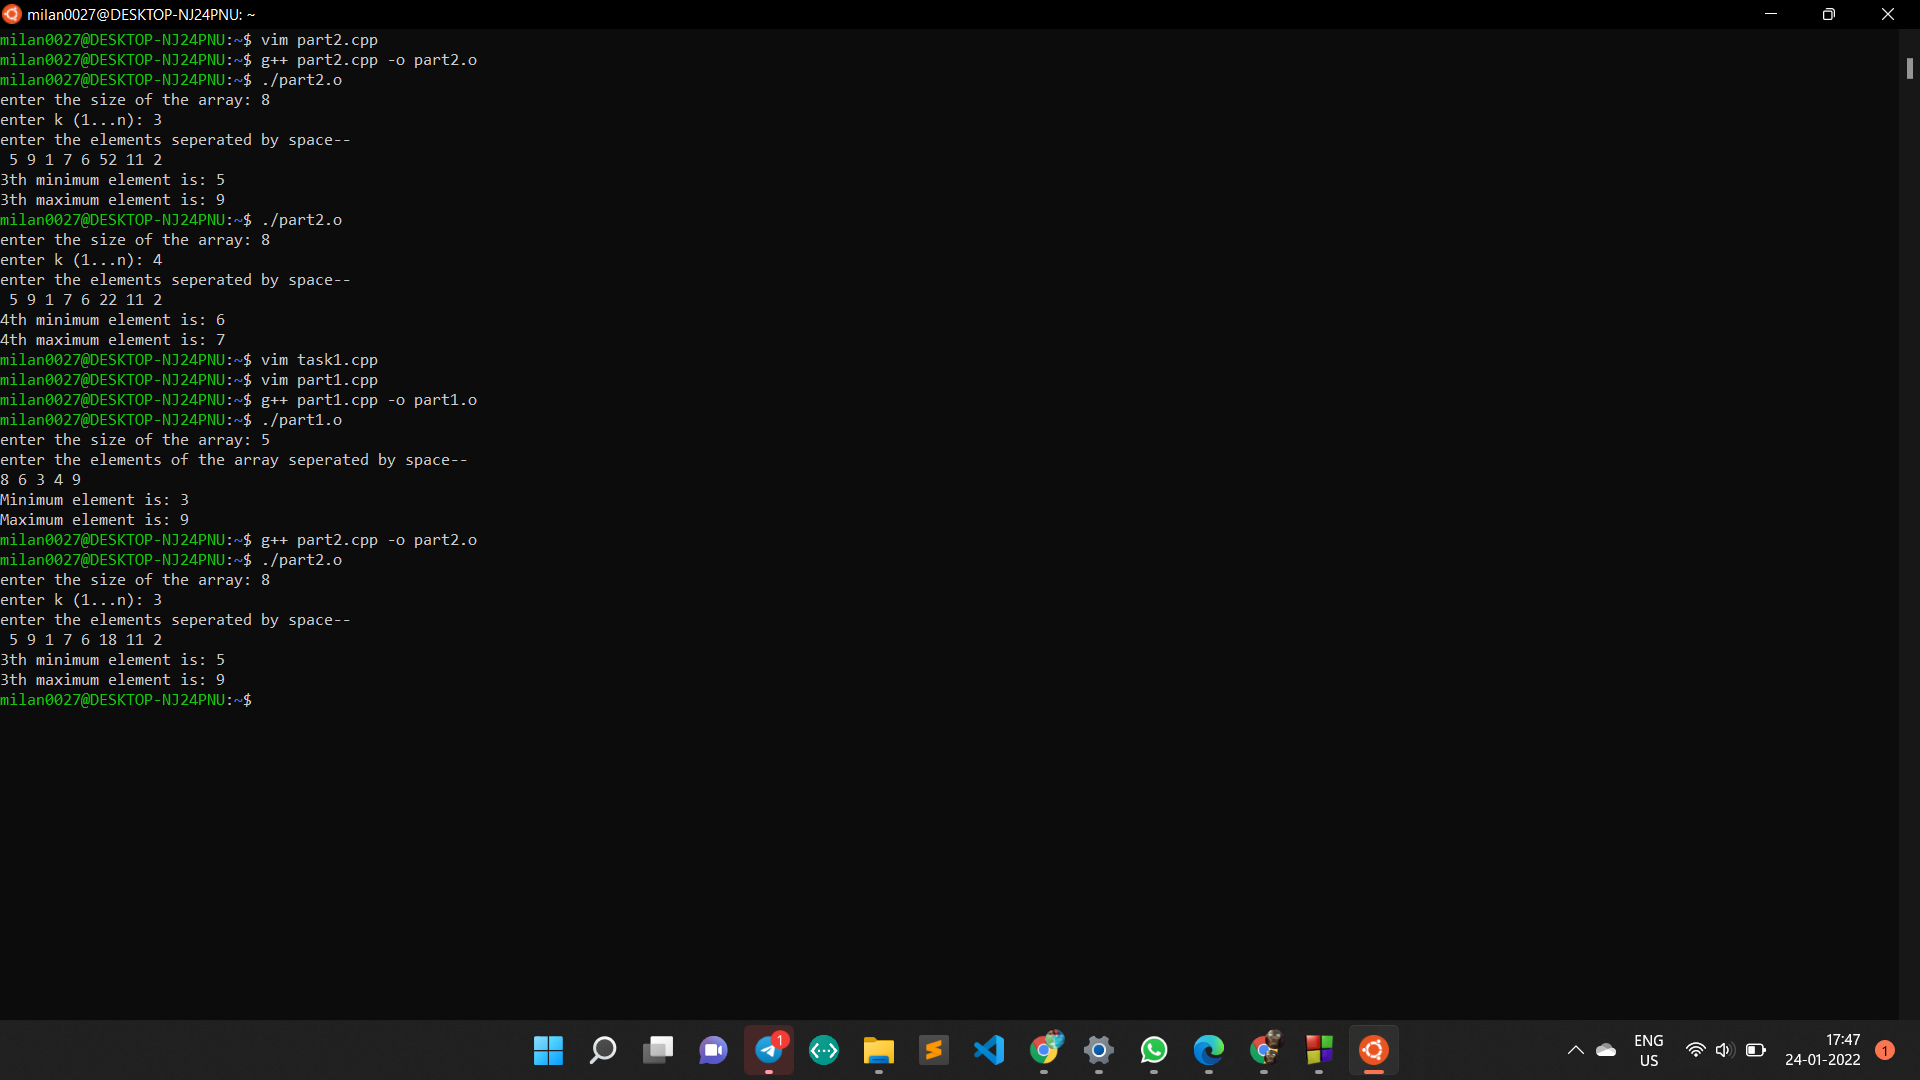 milan0027@DESKTOP-NJ24PNU: ~
milan0027@DESKTOP-NJ24PNU:~$ vim part2.cpp
milan0027@DESKTOP-NJ24PNU:~$ g++ part2.cpp -o part2.o
milan0027@DESKTOP-NJ24PNU:~$ ./part2.o
enter the size of the array: 8
enter k (1...n): 3
enter the elements seperated by space--
 5 9 1 7 6 52 11 2
3th minimum element is: 5
3th maximum element is: 9
milan0027@DESKTOP-NJ24PNU:~$ ./part2.o
enter the size of the array: 8
enter k (1...n): 4
enter the elements seperated by space--
 5 9 1 7 6 22 11 2
4th minimum element is: 6
4th maximum element is: 7
milan0027@DESKTOP-NJ24PNU:~$ vim task1.cpp
milan0027@DESKTOP-NJ24PNU:~$ vim part1.cpp
milan0027@DESKTOP-NJ24PNU:~$ g++ part1.cpp -o part1.o
milan0027@DESKTOP-NJ24PNU:~$ ./part1.o
enter the size of the array: 5
enter the elements of the array seperated by space--
8 6 3 4 9
Minimum element is: 3
Maximum element is: 9
milan0027@DESKTOP-NJ24PNU:~$ g++ part2.cpp -o part2.o
milan0027@DESKTOP-NJ24PNU:~$ ./part2.o
enter the size of the array: 8
enter k (1...n): 3
enter the elements seperated by space--
 5 9 1 7 6 18 11 2
3th minimum element is: 5
3th maximum element is: 9
milan0027@DESKTOP-NJ24PNU:~$
1
ENG
US
17:47
24-01-2022
1